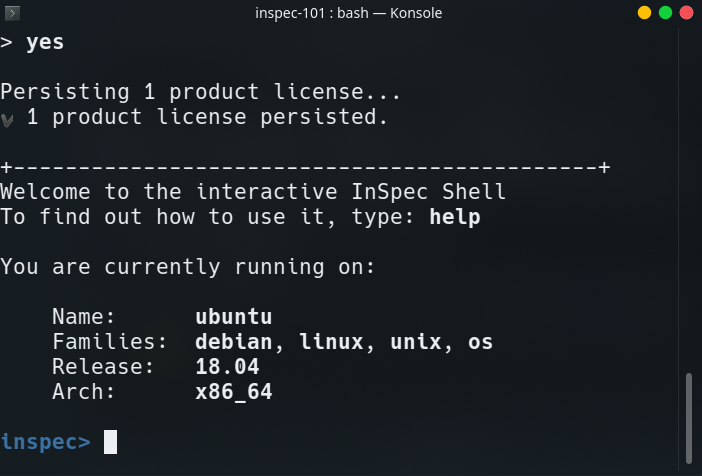 inspec-101 : bash — Konsole
> yes
Persisting 1 product license...
✔ 1 product license persisted.
+---------------------------------------------+
Welcome to the interactive InSpec Shell
To find out how to use it, type: help
You are currently running on:
Name: ubuntu
Families: debian, linux, unix, os
Release: 18.04
Arch: x86_64
inspec>